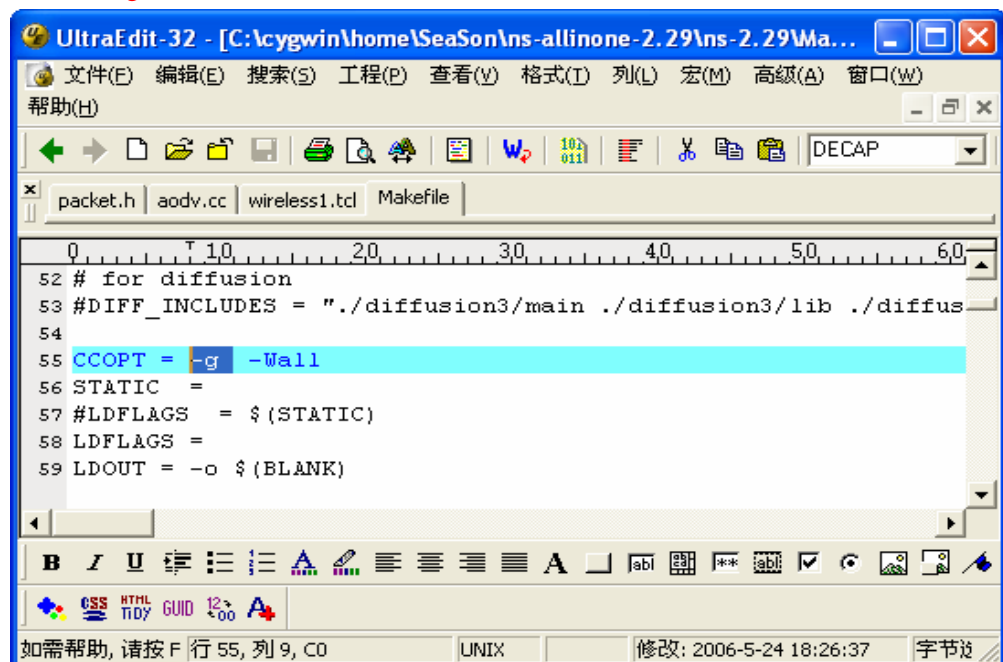 UltraEdit-32 - [C:\cygwin\home\SeaSon\ns-allinone-2.29\ns-2.29\Ma...
文件(F) 编辑(E) 搜索(S) 工程(P) 查看(V) 格式(T) 列(L) 宏(M) 高级(A) 窗口(W)
帮助(H)
DECAP
packet.h aodv.cc wireless1.tcl Makefile
0 10 20 30 40 50 60
52 # for diffusion
53 #DIFF_INCLUDES = "./diffusion3/main ./diffusion3/lib ./diffus
54
55 CCOPT = -g -Wall
56 STATIC =
57 #LDFLAGS = $(STATIC)
58 LDFLAGS =
59 LDOUT = -o $(BLANK)
B I U A A abl ** abl
CSS HTML TiDY GUID A
如需帮助, 请按 F 行 55, 列 9, C0 UNIX 修改: 2006-5-24 18:26:37 字节